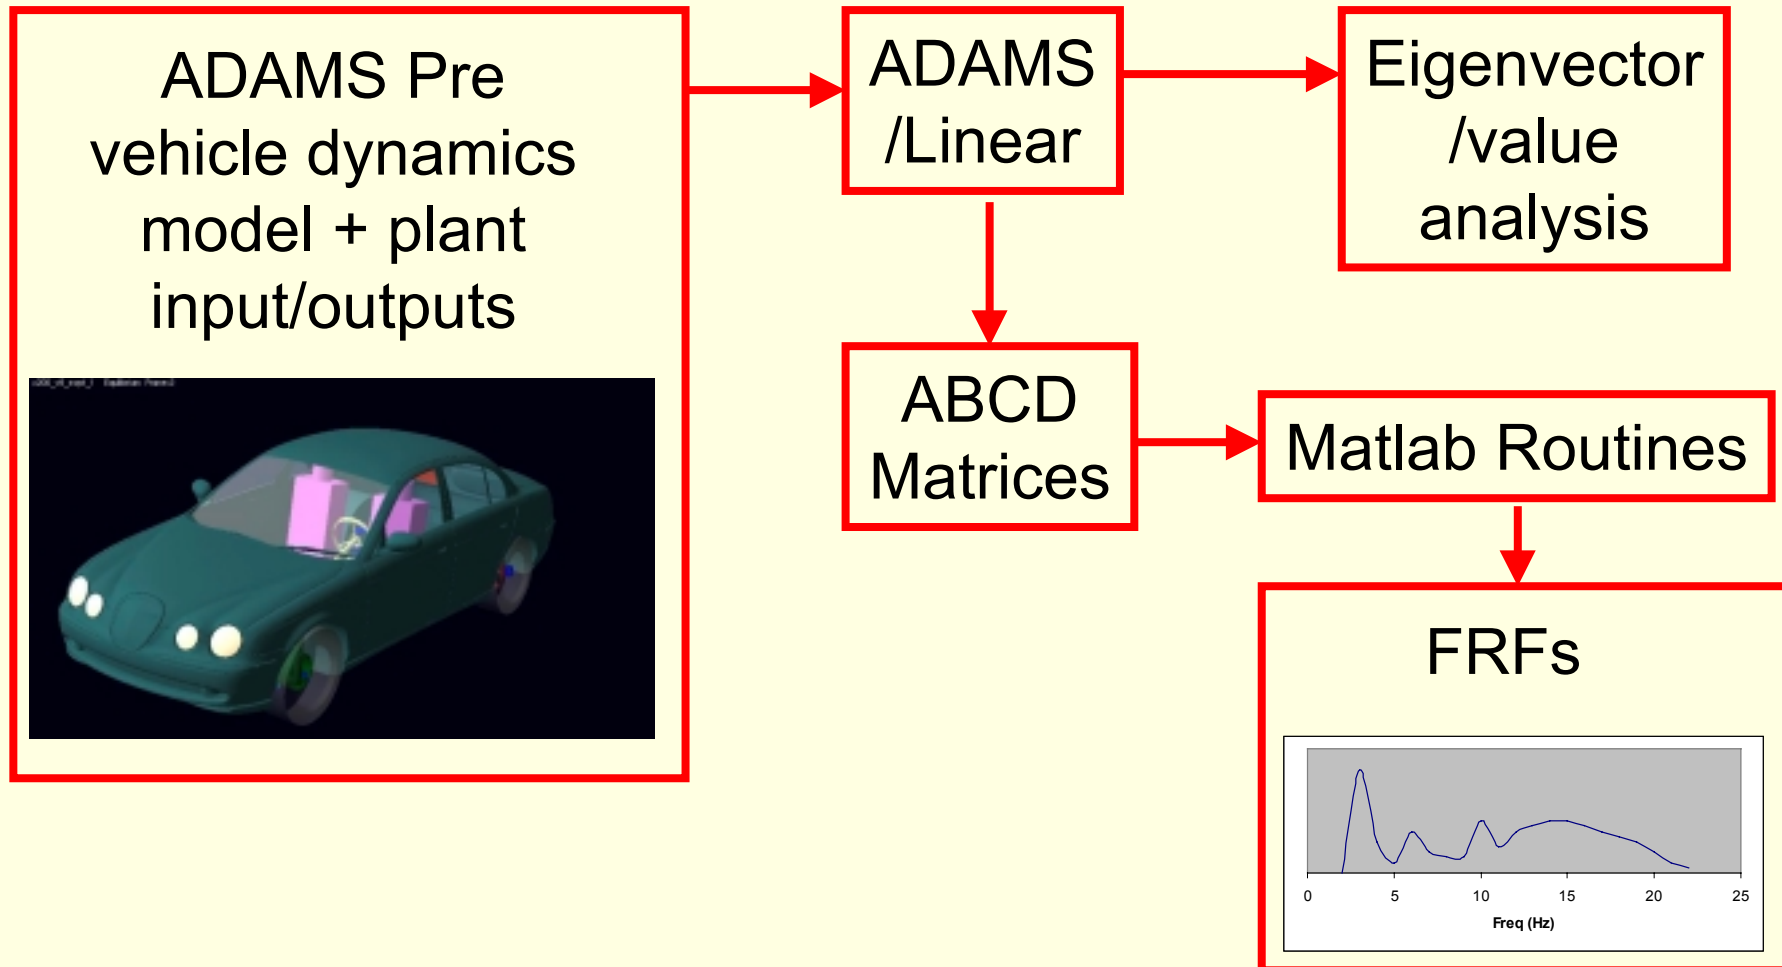 ADAMS Pre
vehicle dynamics
model + plant
input/outputs
ADAMS
/Linear
Eigenvector
/value
analysis
ABCD
Matrices
Matlab Routines
FRFs
0 5 10 15 20 25
Freq (Hz)